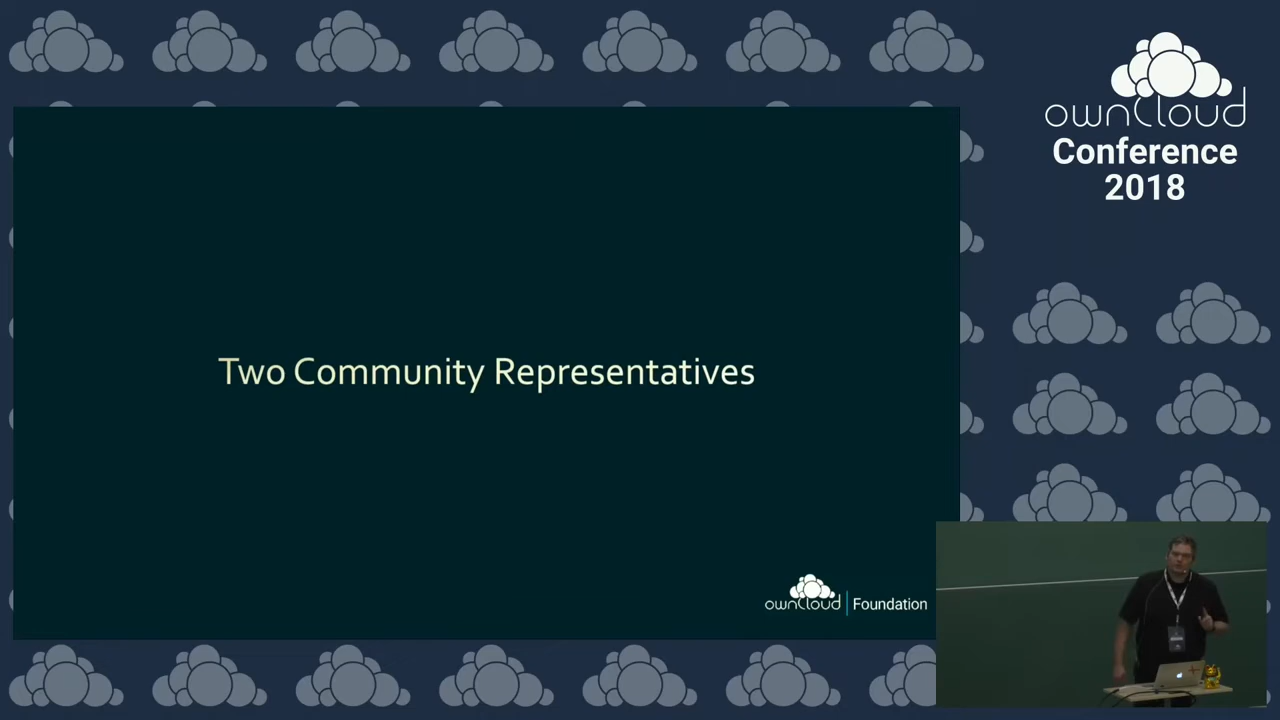 ownCloud
Conference
2018
Two Community Representatives
ownCloud | Foundation